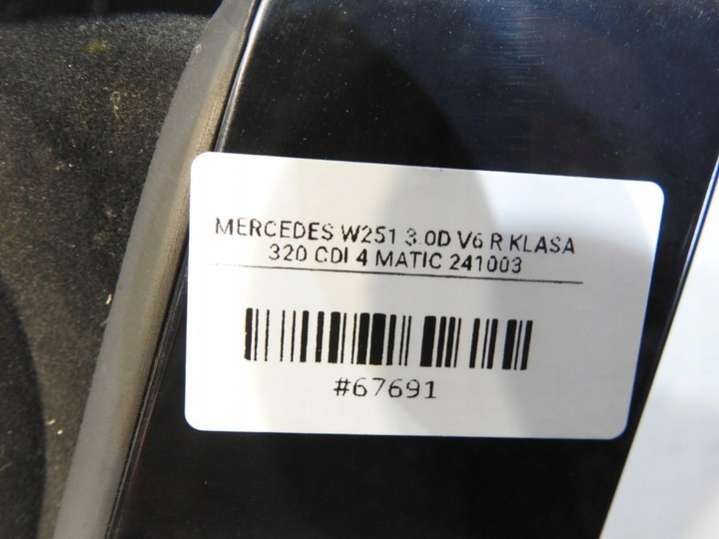 MERCEDES W251 3.0D V6 R KLASA
320 CDI 4 MATIC 241003
#67691